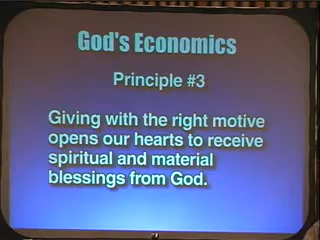 God's Economics
Principle #3
Giving with the right motive
opens our hearts to receive
spiritual and material
blessings from God.